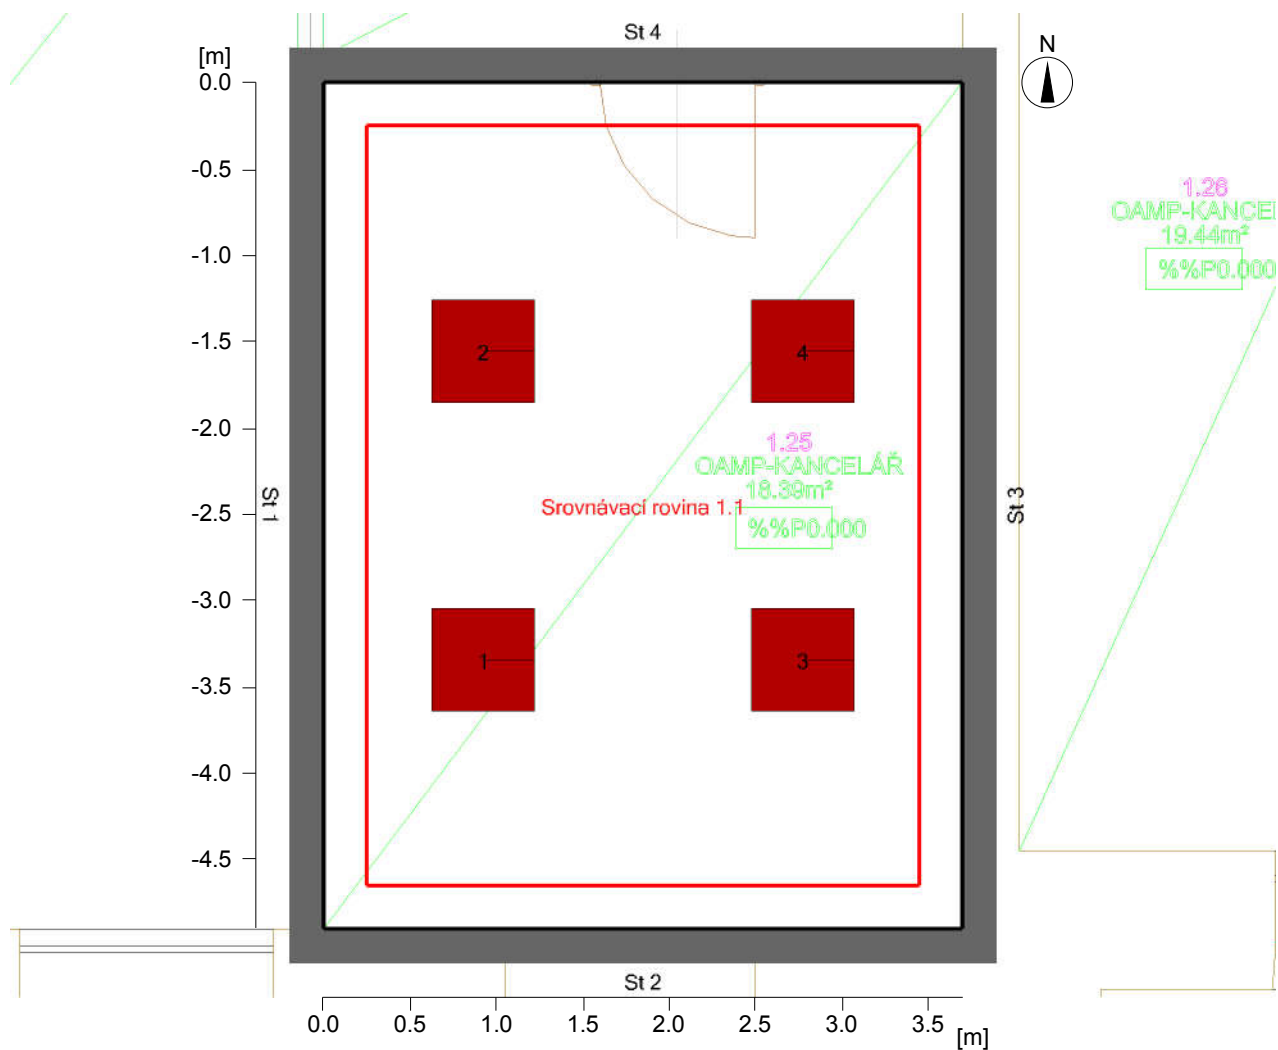 St 4
[m]
N
0.0
-0.5
-1.0
-1.5
-2.0
-2.5
-3.0
-3.5
-4.0
-4.5
1.26
OAMP-KANCEL
19.44m²
%%P0.000
2
4
1.25
OAMP-KANCELÁŘ
18.39m²
Srovnávací rovina 1.1
%%P0.000
St 1
St 3
1
3
St 2
0.0 0.5 1.0 1.5 2.0 2.5 3.0 3.5
[m]